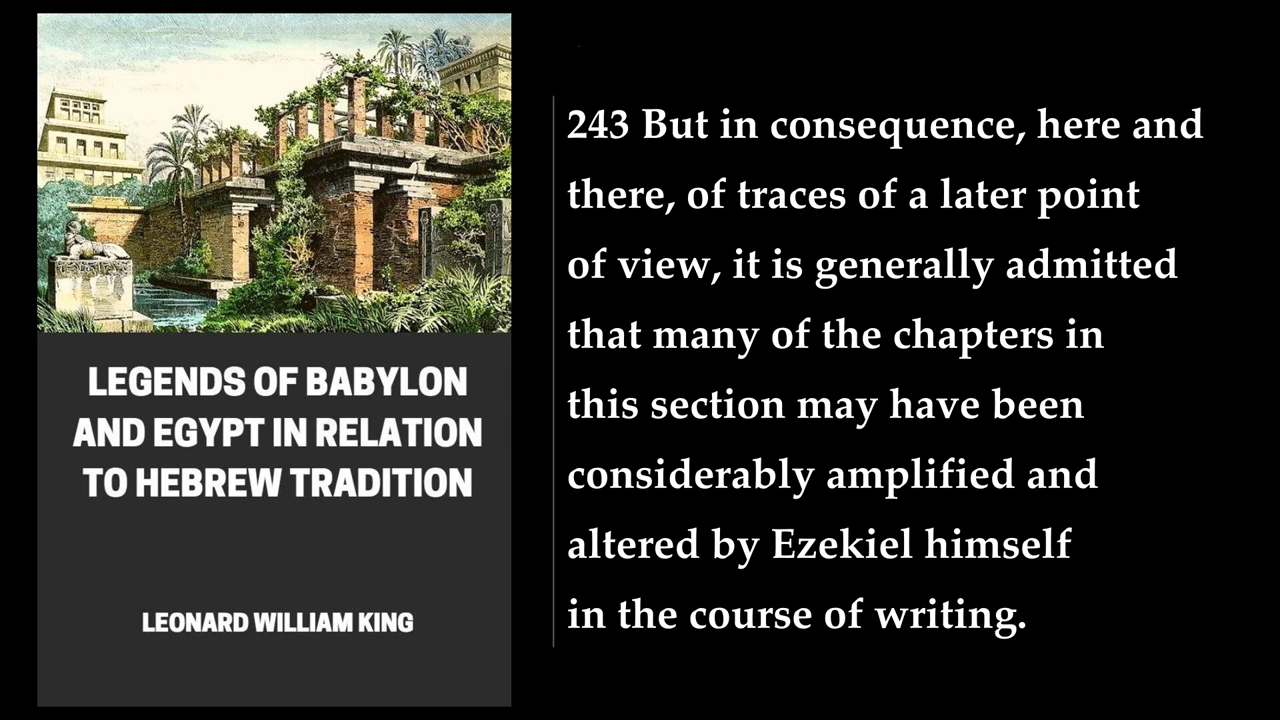 LEGENDS OF BABYLON
AND EGYPT IN RELATION
TO HEBREW TRADITION
LEONARD WILLIAM KING
243 But in consequence, here and
there, of traces of a later point
of view, it is generally admitted
that many of the chapters in
this section may have been
considerably amplified and
altered by Ezekiel himself
in the course of writing.